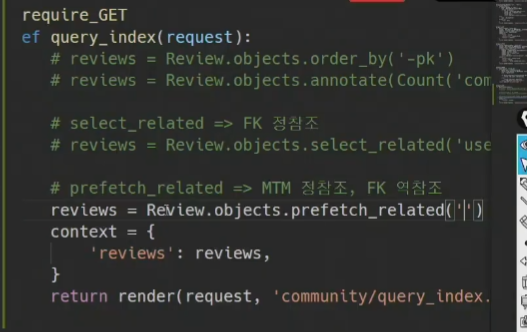 require_GET
ef query_index(request):
# reviews = Review.objects.order_by('-pk')
# reviews = Review.objects.annotate(Count('com
# select_related => FK 정참조
# reviews = Review.objects.select_related('use
# prefetch_related => MTM 정참조, FK 역참조
reviews = Review.objects.prefetch_related('')
context = {
'reviews': reviews,
}
return render(request, 'community/query_index.